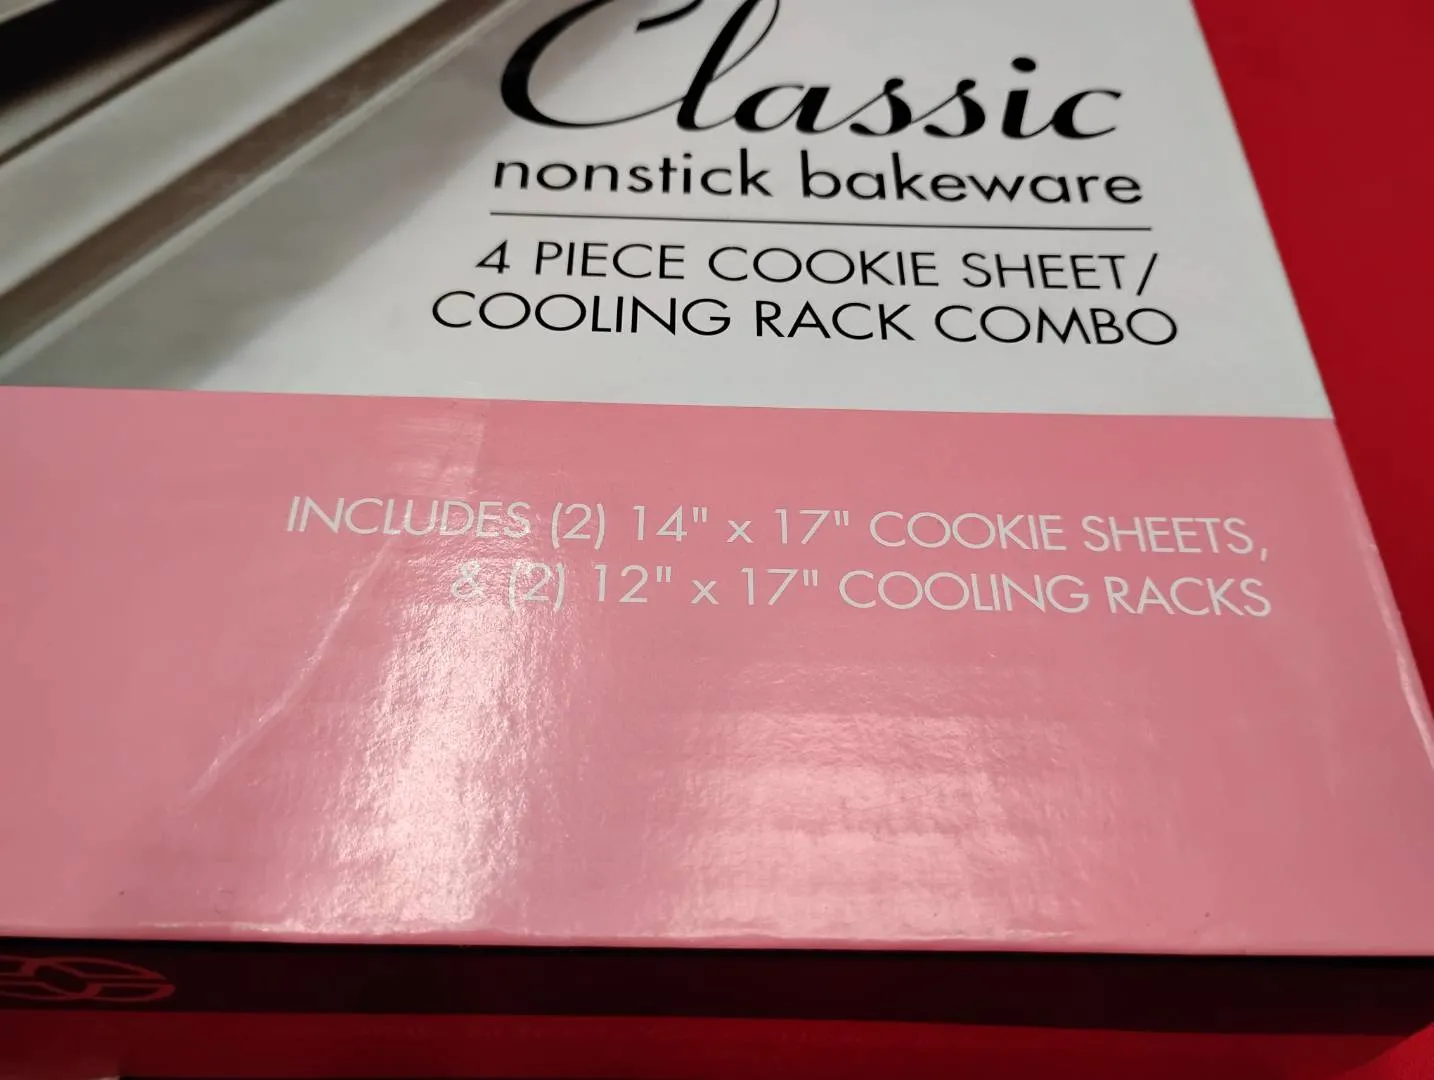 Classic
nonstick bakeware
4 PIECE COOKIE SHEET/
COOLING RACK COMBO
INCLUDES (2) 14" x 17" COOKIE SHEETS,
& (2) 12" x 17" COOLING RACKS